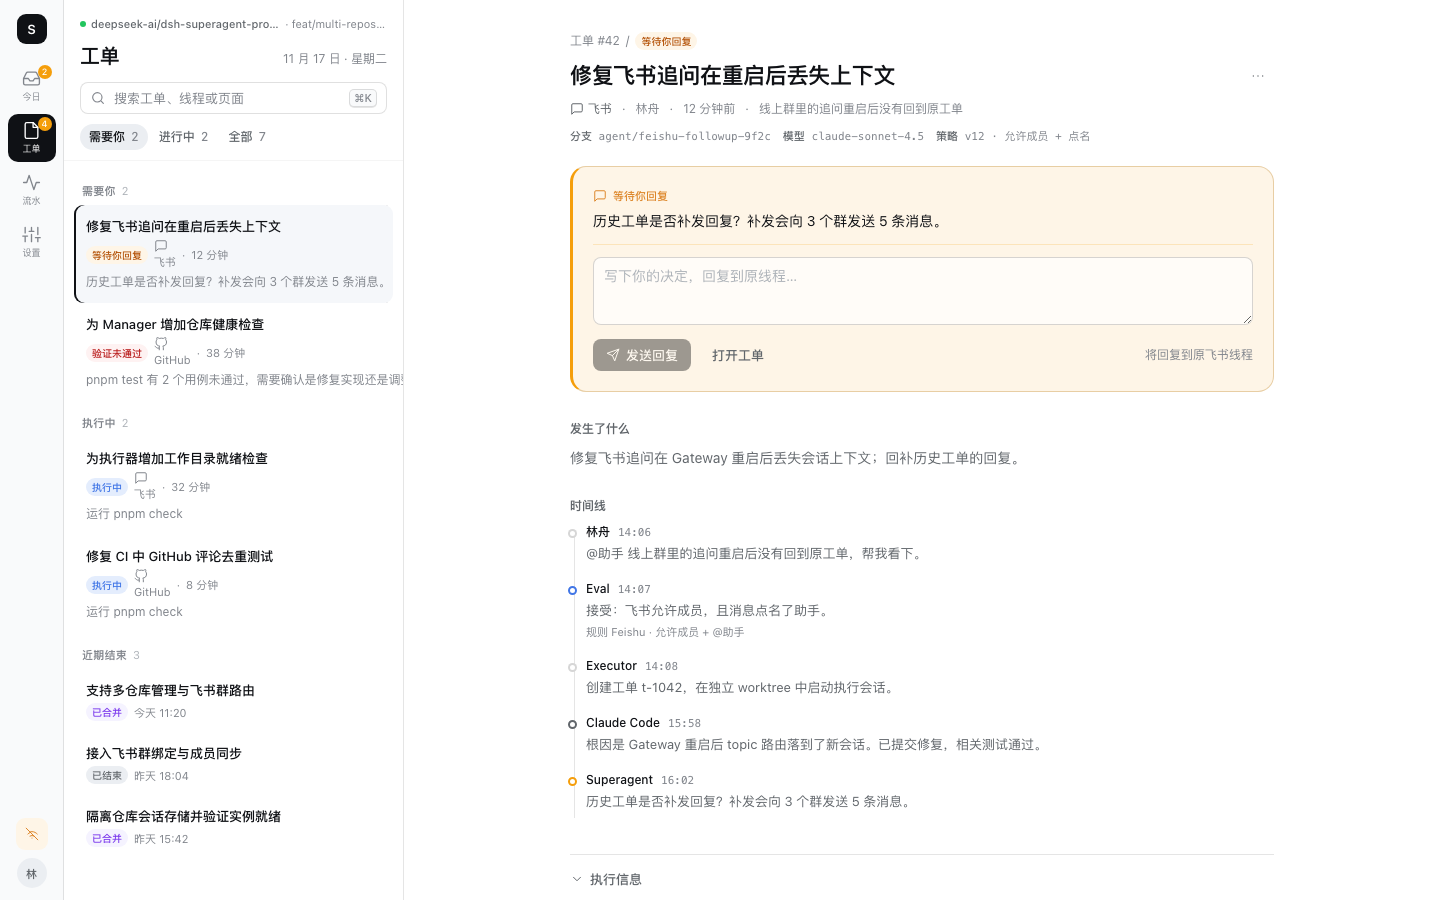 S
2
今日
4
工单
流水
设置
林
deepseek-ai/dsh-superagent-pro... · feat/multi-repos...
工单 11 月 17 日 · 星期二
搜索工单、线程或页面 ⌘K
需要你 2 进行中 2 全部 7
需要你 2
修复飞书追问在重启后丢失上下文
等待你回复 飞书 · 12 分钟
历史工单是否补发回复？补发会向 3 个群发送 5 条消息。
为 Manager 增加仓库健康检查
验证未通过 GitHub · 38 分钟
pnpm test 有 2 个用例未通过，需要确认是修复实现还是调
执行中 2
为执行器增加工作目录就绪检查
执行中 飞书 · 32 分钟
运行 pnpm check
修复 CI 中 GitHub 评论去重测试
执行中 GitHub · 8 分钟
运行 pnpm check
近期结束 3
支持多仓库管理与飞书群路由
已合并 今天 11:20
接入飞书群绑定与成员同步
已结束 昨天 18:04
隔离仓库会话存储并验证实例就绪
已合并 昨天 15:42
工单 #42 / 等待你回复
修复飞书追问在重启后丢失上下文 ...
飞书 · 林舟 · 12 分钟前 · 线上群里的追问重启后没有回到原工单
分支 agent/feishu-followup-9f2c 模型 claude-sonnet-4.5 策略 v12 · 允许成员 + 点名
等待你回复
历史工单是否补发回复？补发会向 3 个群发送 5 条消息。
写下你的决定，回复到原线程...
发送回复 打开工单 将回复到原飞书线程
发生了什么
修复飞书追问在 Gateway 重启后丢失会话上下文；回补历史工单的回复。
时间线
林舟 14:06
@助手 线上群里的追问重启后没有回到原工单，帮我看下。
Eval 14:07
接受：飞书允许成员，且消息点名了助手。
规则 Feishu · 允许成员 + @助手
Executor 14:08
创建工单 t-1042，在独立 worktree 中启动执行会话。
Claude Code 15:58
根因是 Gateway 重启后 topic 路由落到了新会话。已提交修复，相关测试通过。
Superagent 16:02
历史工单是否补发回复？补发会向 3 个群发送 5 条消息。
执行信息